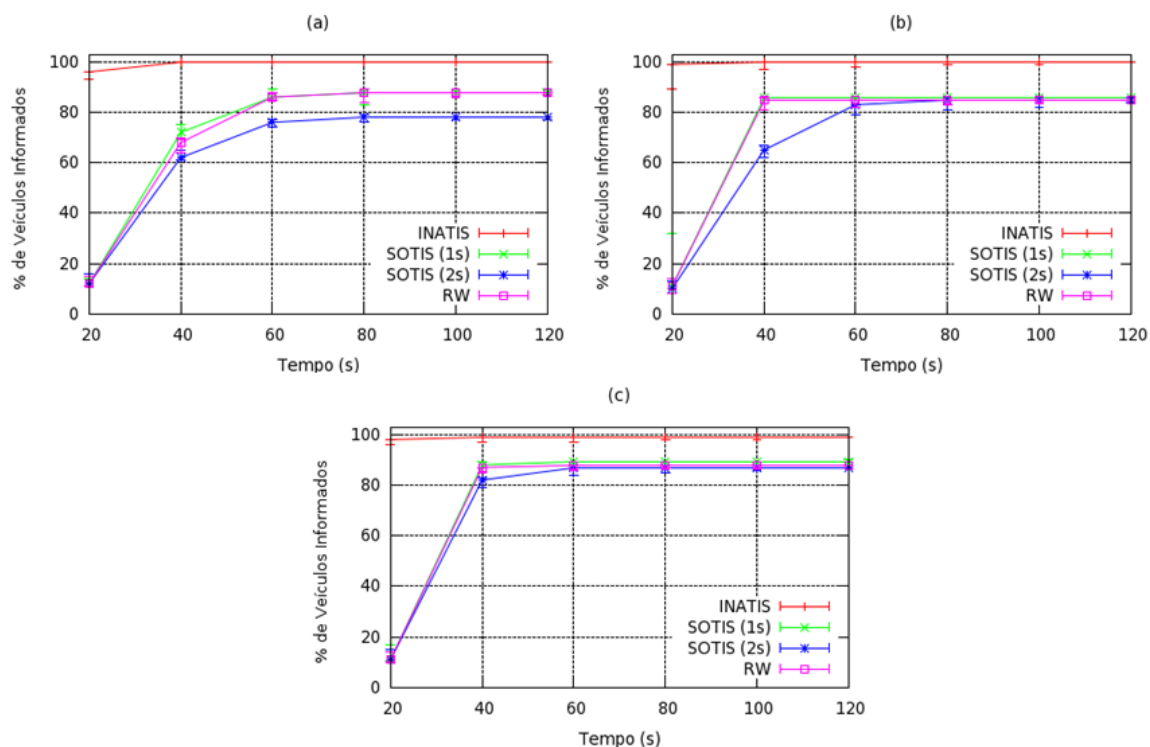 (a)
% de Veículos Informados
100
80
60
40
20
0
INATIS
SOTIS (1s)
SOTIS (2s)
RW
20 40 60 80 100 120
Tempo (s)
(b)
% de Veículos Informados
100
80
60
40
20
0
INATIS
SOTIS (1s)
SOTIS (2s)
RW
20 40 60 80 100 120
Tempo (s)
(c)
% de Veículos Informados
100
80
60
40
20
0
INATIS
SOTIS (1s)
SOTIS (2s)
RW
20 40 60 80 100 120
Tempo (s)